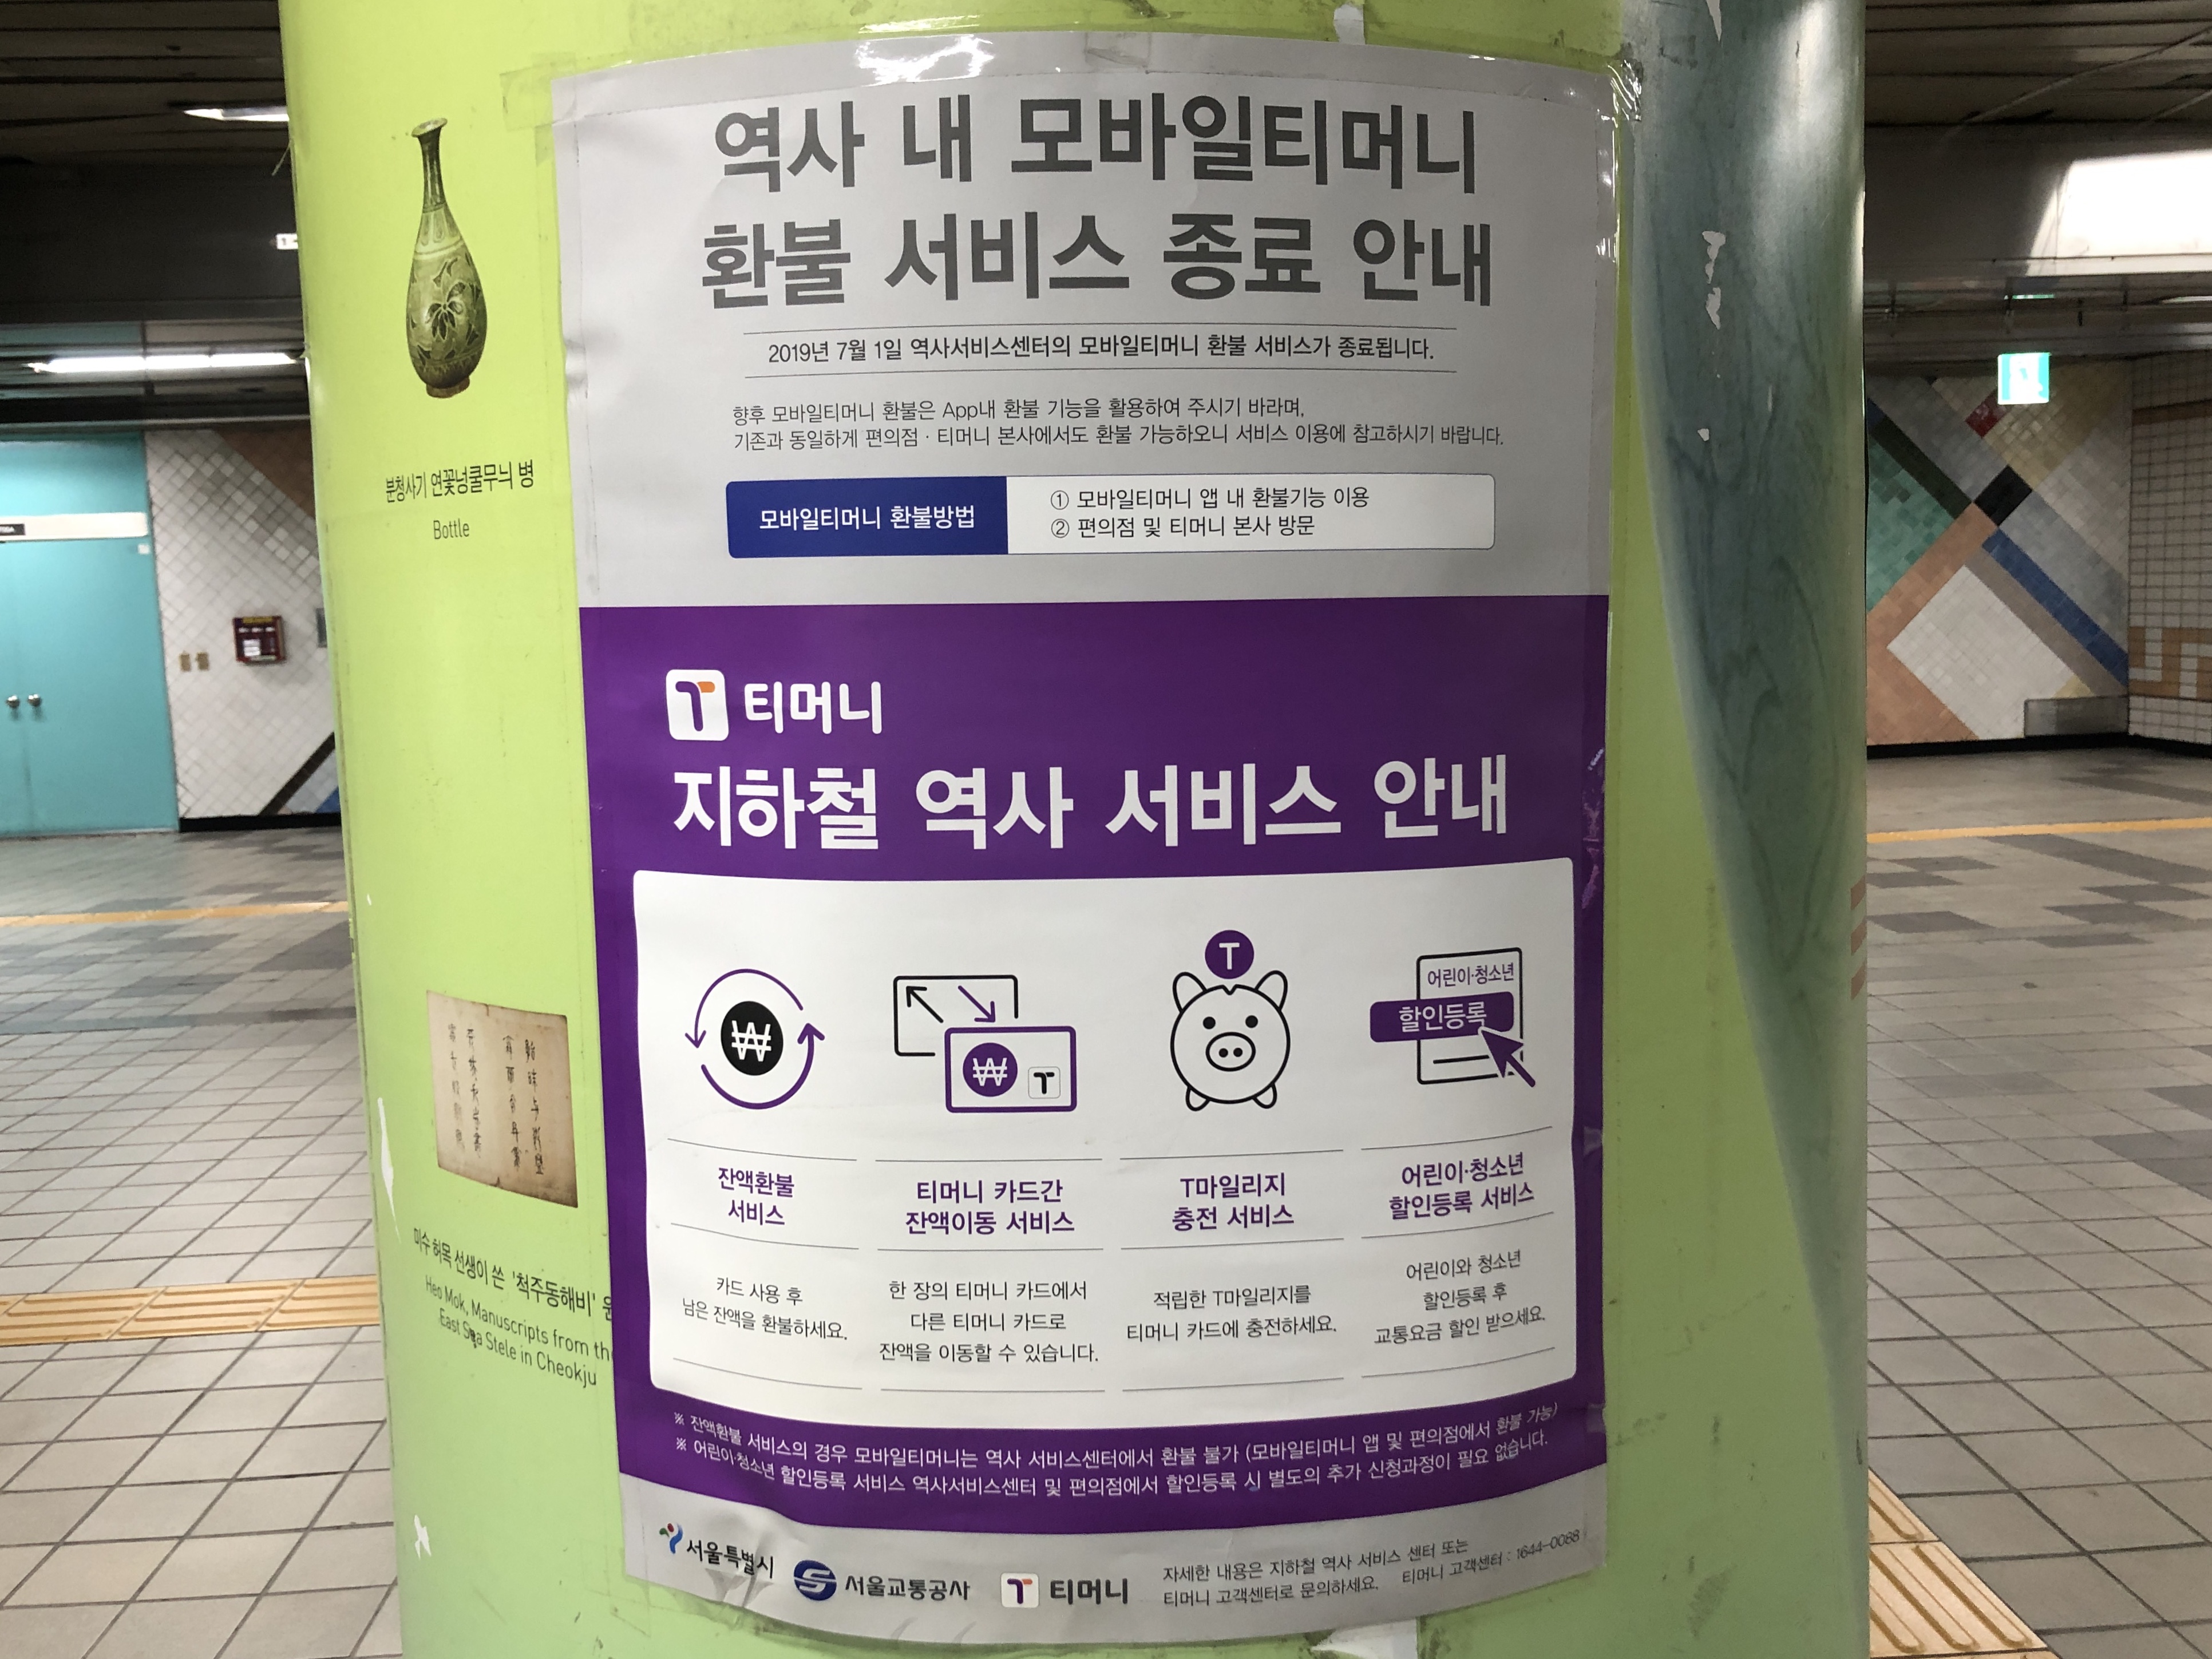 역사 내 모바일티머니
환불 서비스 종료 안내
2019년 7월 1일 역사서비스센터의 모바일티머니 환불 서비스가 종료됩니다.
향후 모바일티머니 환불은 App내 환불 기능을 활용하여 주시기 바라며,
기존과 동일하게 편의점 · 티머니 본사에서도 환불 가능하오니 서비스 이용에 참고하시기 바랍니다.
모바일티머니 환불방법
① 모바일티머니 앱 내 환불기능 이용
② 편의점 및 티머니 본사 방문
T 티머니
지하철 역사 서비스 안내
₩
₩ T
T
어린이·청소년
할인등록
잔액환불
서비스
카드 사용 후
남은 잔액을 환불하세요.
티머니 카드간
잔액이동 서비스
한 장의 티머니 카드에서
다른 티머니 카드로
잔액을 이동할 수 있습니다.
T마일리지
충전 서비스
적립한 T마일리지를
티머니 카드에 충전하세요.
어린이·청소년
할인등록 서비스
어린이와 청소년
할인등록 후
교통요금 할인 받으세요.
※ 잔액환불 서비스의 경우 모바일티머니는 역사 서비스센터에서 환불 불가 (모바일티머니 앱 및 편의점에서 환불 가능)
※ 어린이·청소년 할인등록 서비스 역사서비스센터 및 편의점에서 할인등록 시 별도의 추가 신청과정이 필요 없습니다.
서울특별시
서울교통공사
T 티머니
자세한 내용은 지하철 역사 서비스 센터 또는
티머니 고객센터로 문의하세요. 티머니 고객센터 : 1644-0088
분청사기 연꽃넝쿨무늬 병
Bottle
미수 허목 선생이 쓴 '척주동해비'
Heo Mok, Manuscripts from
East Sea Stele in Cheokju